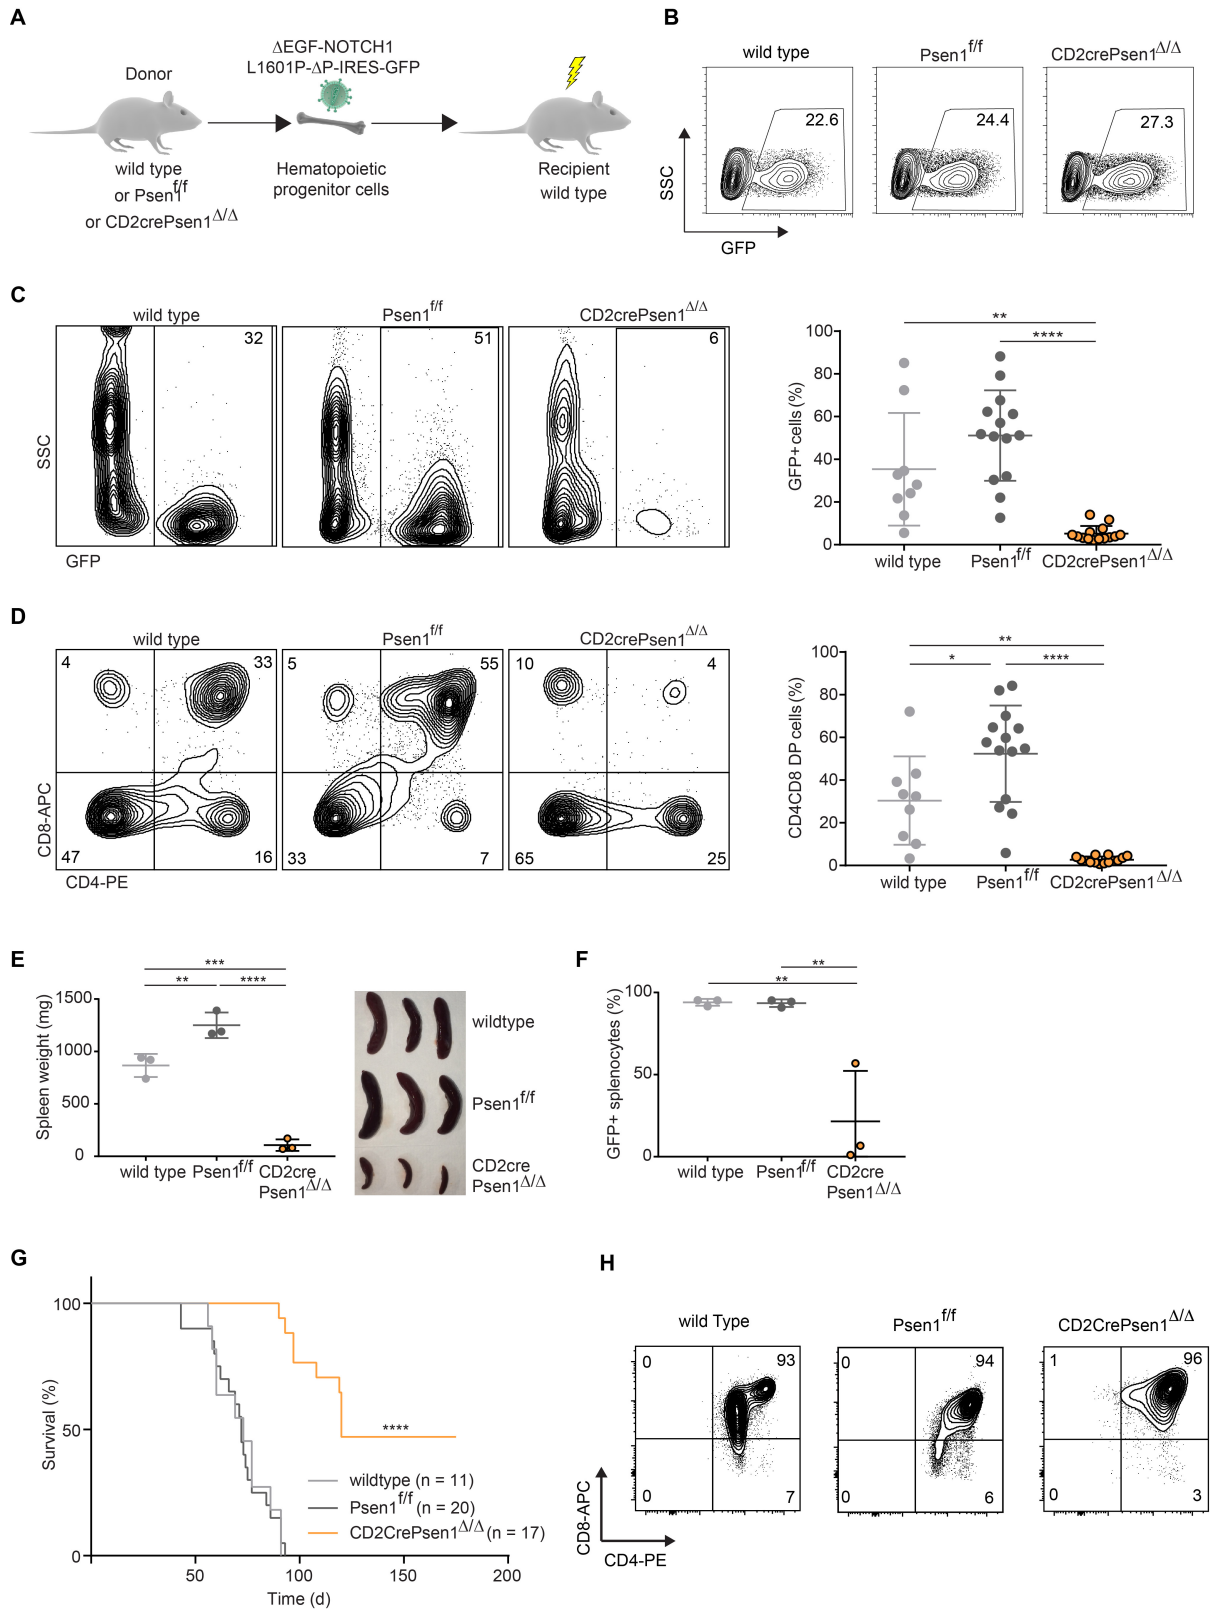 A
Donor
wild type
or Psen1f/f
or CD2crePsen1Δ/Δ
ΔEGF-NOTCH1
L1601P-ΔP-IRES-GFP
Hematopoietic
progenitor cells
Recipient
wild type
B
wild type
Psen1f/f
CD2crePsen1Δ/Δ
22.6
24.4
27.3
SSC
GFP
C
wild type
Psen1f/f
CD2crePsen1Δ/Δ
32
51
6
SSC
GFP
**
****
GFP+ cells (%)
100
80
60
40
20
0
wild type
Psen1f/f
CD2crePsen1Δ/Δ
D
wild type
Psen1f/f
CD2crePsen1Δ/Δ
4
33
5
55
10
4
47
16
33
7
65
25
CD8-APC
CD4-PE
**
*
****
CD4CD8 DP cells (%)
100
80
60
40
20
0
wild type
Psen1f/f
CD2crePsen1Δ/Δ
E
***
**
****
Spleen weight (mg)
1500
1000
500
0
wild type
Psen1f/f
CD2cre
Psen1Δ/Δ
wildtype
Psen1f/f
CD2cre
Psen1Δ/Δ
F
**
**
GFP+ splenocytes (%)
100
50
0
wild type
Psen1f/f
CD2cre
Psen1Δ/Δ
G
Survival (%)
100
50
0
****
wildtype (n = 11)
Psen1f/f (n = 20)
CD2CrePsen1Δ/Δ (n = 17)
50
100
150
200
Time (d)
H
wild Type
Psen1f/f
CD2CrePsen1Δ/Δ
0
93
0
94
1
96
0
7
0
6
0
3
CD8-APC
CD4-PE